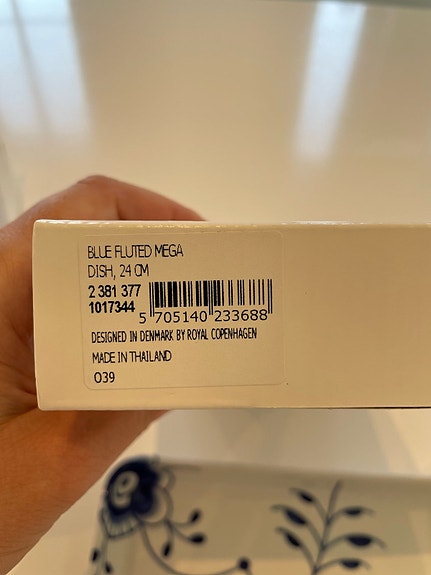 BLUE FLUTED MEGA
DISH, 24 CM
2 381 377
1017344
5 705140 233688
DESIGNED IN DENMARK BY ROYAL COPENHAGEN
MADE IN THAILAND
039